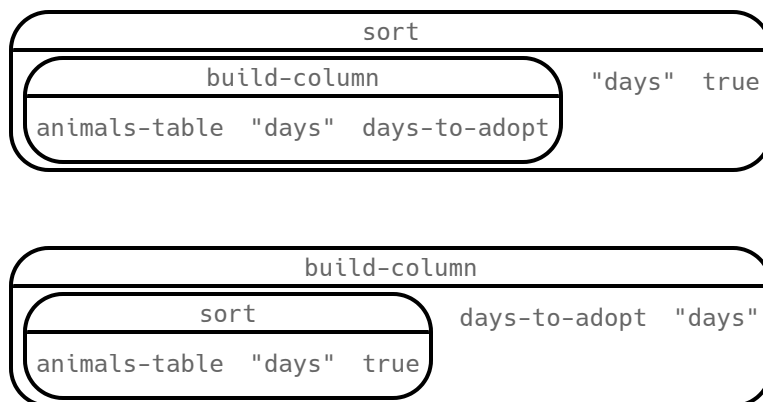 sort
build-column
"days" true
animals-table "days" days-to-adopt
build-column
sort
days-to-adopt "days"
animals-table "days" true